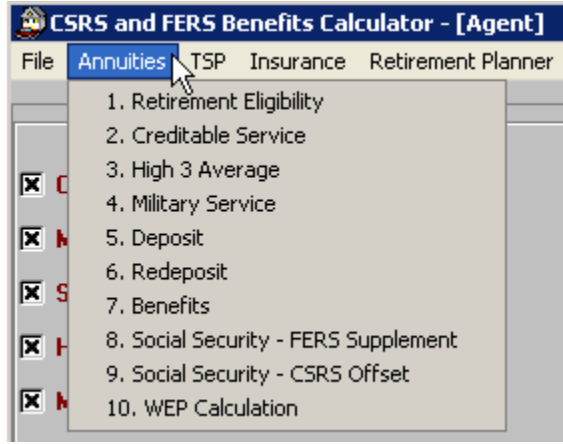 CSRS and FERS Benefits Calculator - [Agent]
File Annuities TSP Insurance Retirement Planner
1. Retirement Eligibility
2. Creditable Service
3. High 3 Average
4. Military Service
5. Deposit
6. Redeposit
7. Benefits
8. Social Security - FERS Supplement
9. Social Security - CSRS Offset
10. WEP Calculation